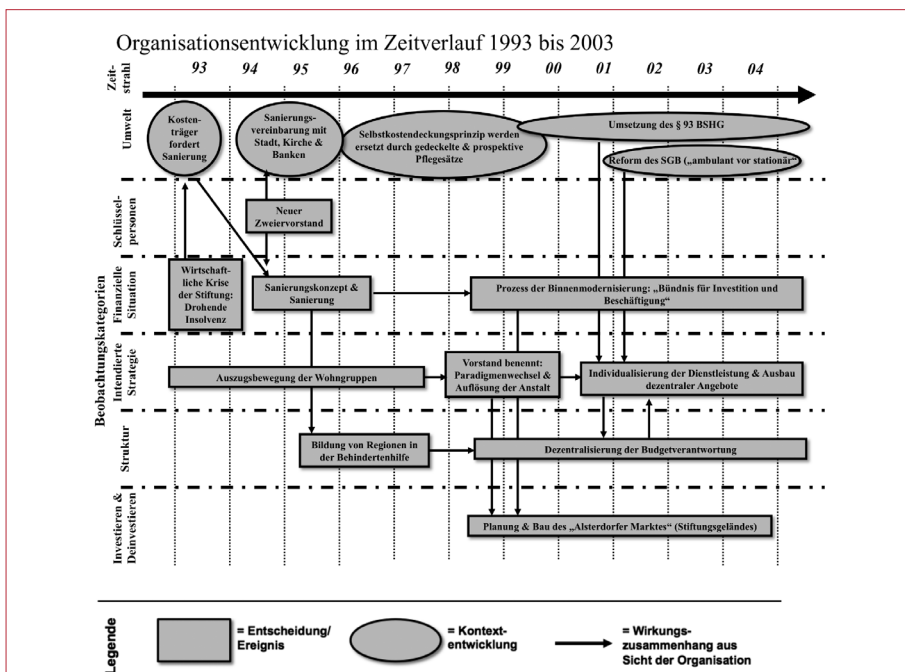 Organisationsentwicklung im Zeitverlauf 1993 bis 2003
Zeit-
strahl
93 94 95 96 97 98 99 00 01 02 03 04
Beobachtungskategorien
Umwelt
Kosten-
träger
fordert
Sanierung
Sanierungs-
vereinbarung mit
Stadt, Kirche &
Banken
Selbstkostendeckungsprinzip werden
ersetzt durch gedeckelte & prospektive
Pflegesätze
Umsetzung des § 93 BSHG
Reform des SGB („ambulant vor stationär“
Schlüssel-
personen
Neuer
Zweiervorstand
Finanzielle
Situation
Wirtschaft-
liche Krise
der Stiftung:
Drohende
Insolvenz
Sanierungskonzept &
Sanierung
Prozess der Binnenmodernisierung: „Bündnis für Investition und
Beschäftigung“
Intendierte
Strategie
Auszugsbewegung der Wohngruppen
Vorstand benennt:
Paradigmenwechsel &
Auflösung der Anstalt
Individualisierung der Dienstleistung & Ausbau
dezentraler Angebote
Struktur
Bildung von Regionen in
der Behindertenhilfe
Dezentralisierung der Budgetverantwortung
Investieren &
Deinvestieren
Planung & Bau des „Alsterdorfer Marktes“ (Stiftungsgeländes)
Legende
= Entscheidung/
Ereignis
= Kontext-
entwicklung
= Wirkungs-
zusammenhang aus
Sicht der Organisation